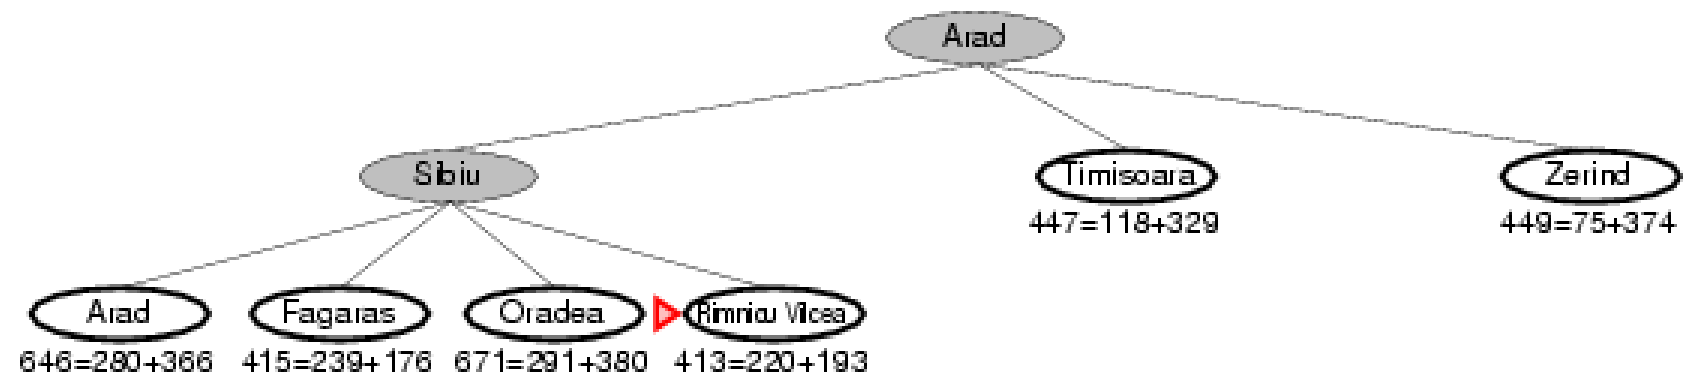 Arad
Sibiu
Timisoara
Zerind
447=118+329
449=75+374
Arad
Fagaras
Oradea
Rimnicu Vilcea
646=280+366
415=239+176
671=291+380
413=220+193